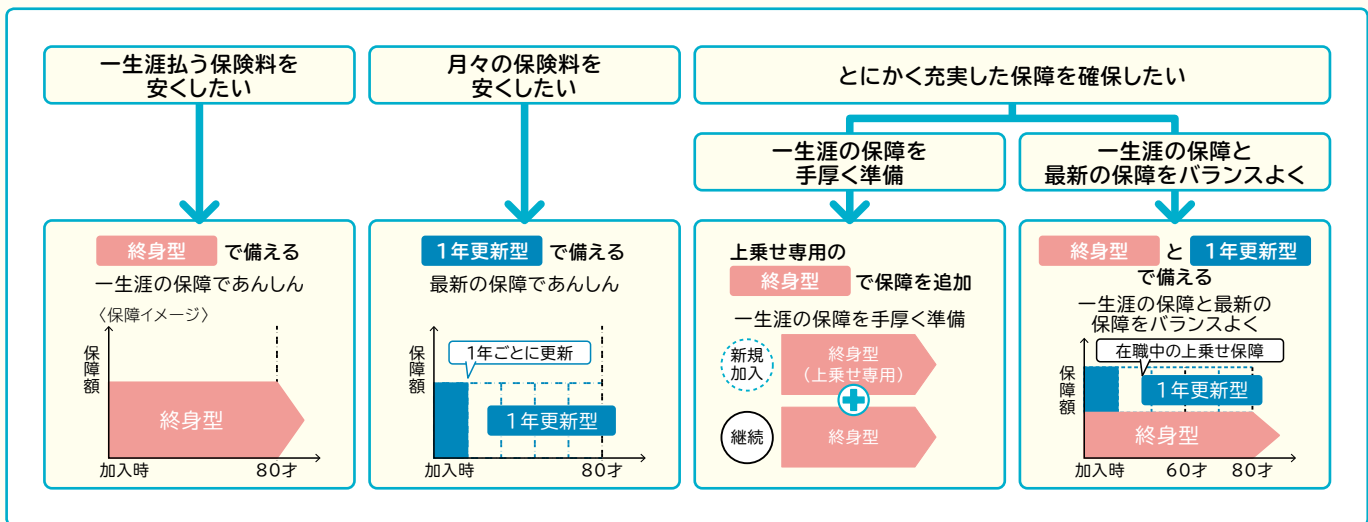 一生涯払う保険料を
安くしたい
月々の保険料を
安くしたい
とにかく充実した保障を確保したい
一生涯の保障を
手厚く準備
一生涯の保障と
最新の保障をバランスよく
終身型 で備える
一生涯の保障であんしん
〈保障イメージ〉
保障額
終身型
加入時 80才
1年更新型 で備える
最新の保障であんしん
保障額
1年ごとに更新
1年更新型
加入時 80才
上乗せ専用の
終身型 で保障を追加
一生涯の保障を手厚く準備
新規
加入
終身型
(上乗せ専用)
継続
終身型
終身型 と 1年更新型
で備える
一生涯の保障と最新の
保障をバランスよく
在職中の上乗せ保障
保障額
1年更新型
終身型
加入時 60才 80才